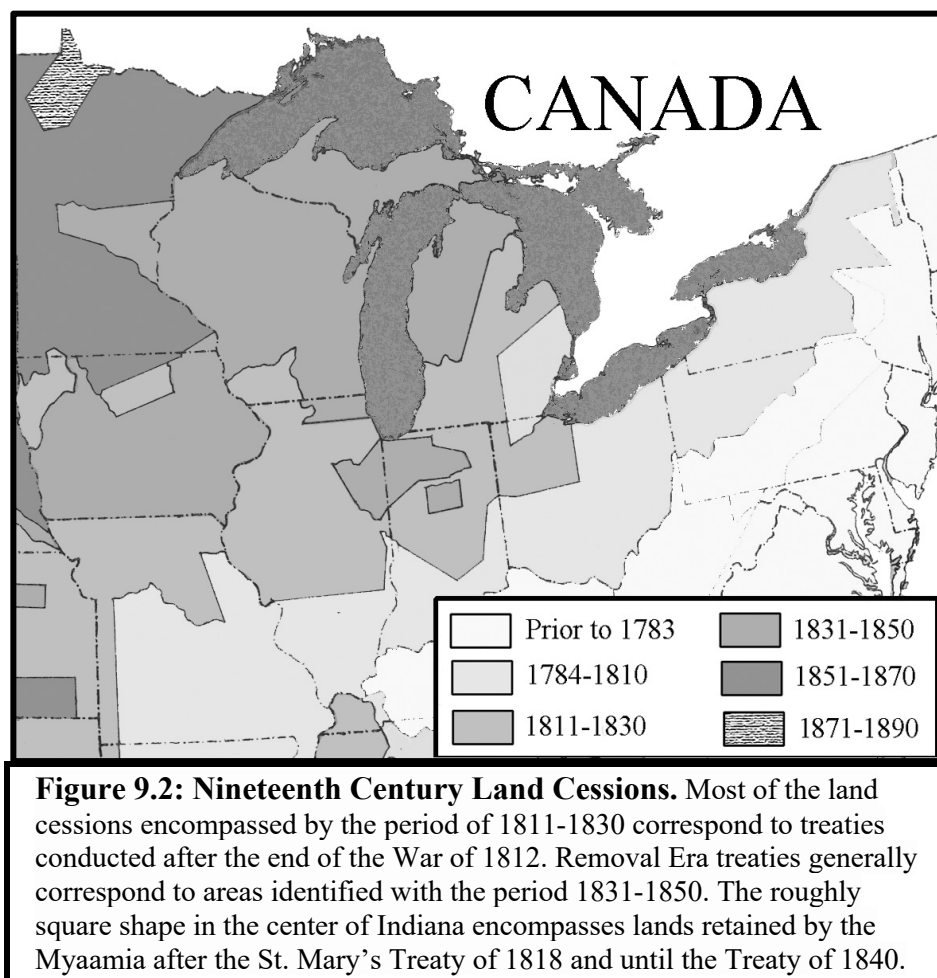 CANADA
Prior to 1783
1784-1810
1811-1830
1831-1850
1851-1870
1871-1890
Figure 9.2: Nineteenth Century Land Cessions. Most of the land
cessions encompassed by the period of 1811-1830 correspond to treaties
conducted after the end of the War of 1812. Removal Era treaties generally
correspond to areas identified with the period 1831-1850. The roughly
square shape in the center of Indiana encompasses lands retained by the
Myaamia after the St. Mary’s Treaty of 1818 and until the Treaty of 1840.